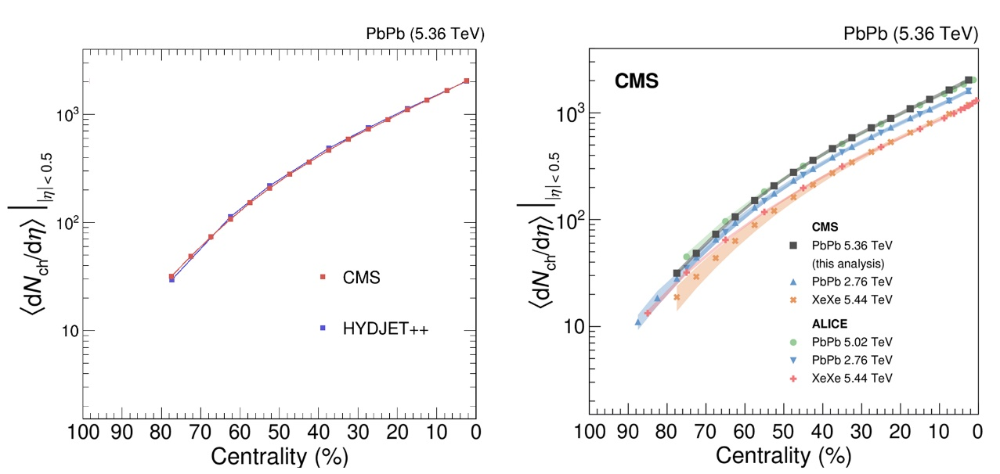 PbPb (5.36 TeV)
10³
10²
10
⟨dN_ch/dη⟩|_|η| < 0.5
CMS
HYDJET++
100 90 80 70 60 50 40 30 20 10 0
Centrality (%)
PbPb (5.36 TeV)
CMS
10³
10²
10
⟨dN_ch/dη⟩|_|η| < 0.5
CMS
PbPb 5.36 TeV
(this analysis)
PbPb 2.76 TeV
XeXe 5.44 TeV
ALICE
PbPb 5.02 TeV
PbPb 2.76 TeV
XeXe 5.44 TeV
100 90 80 70 60 50 40 30 20 10 0
Centrality (%)